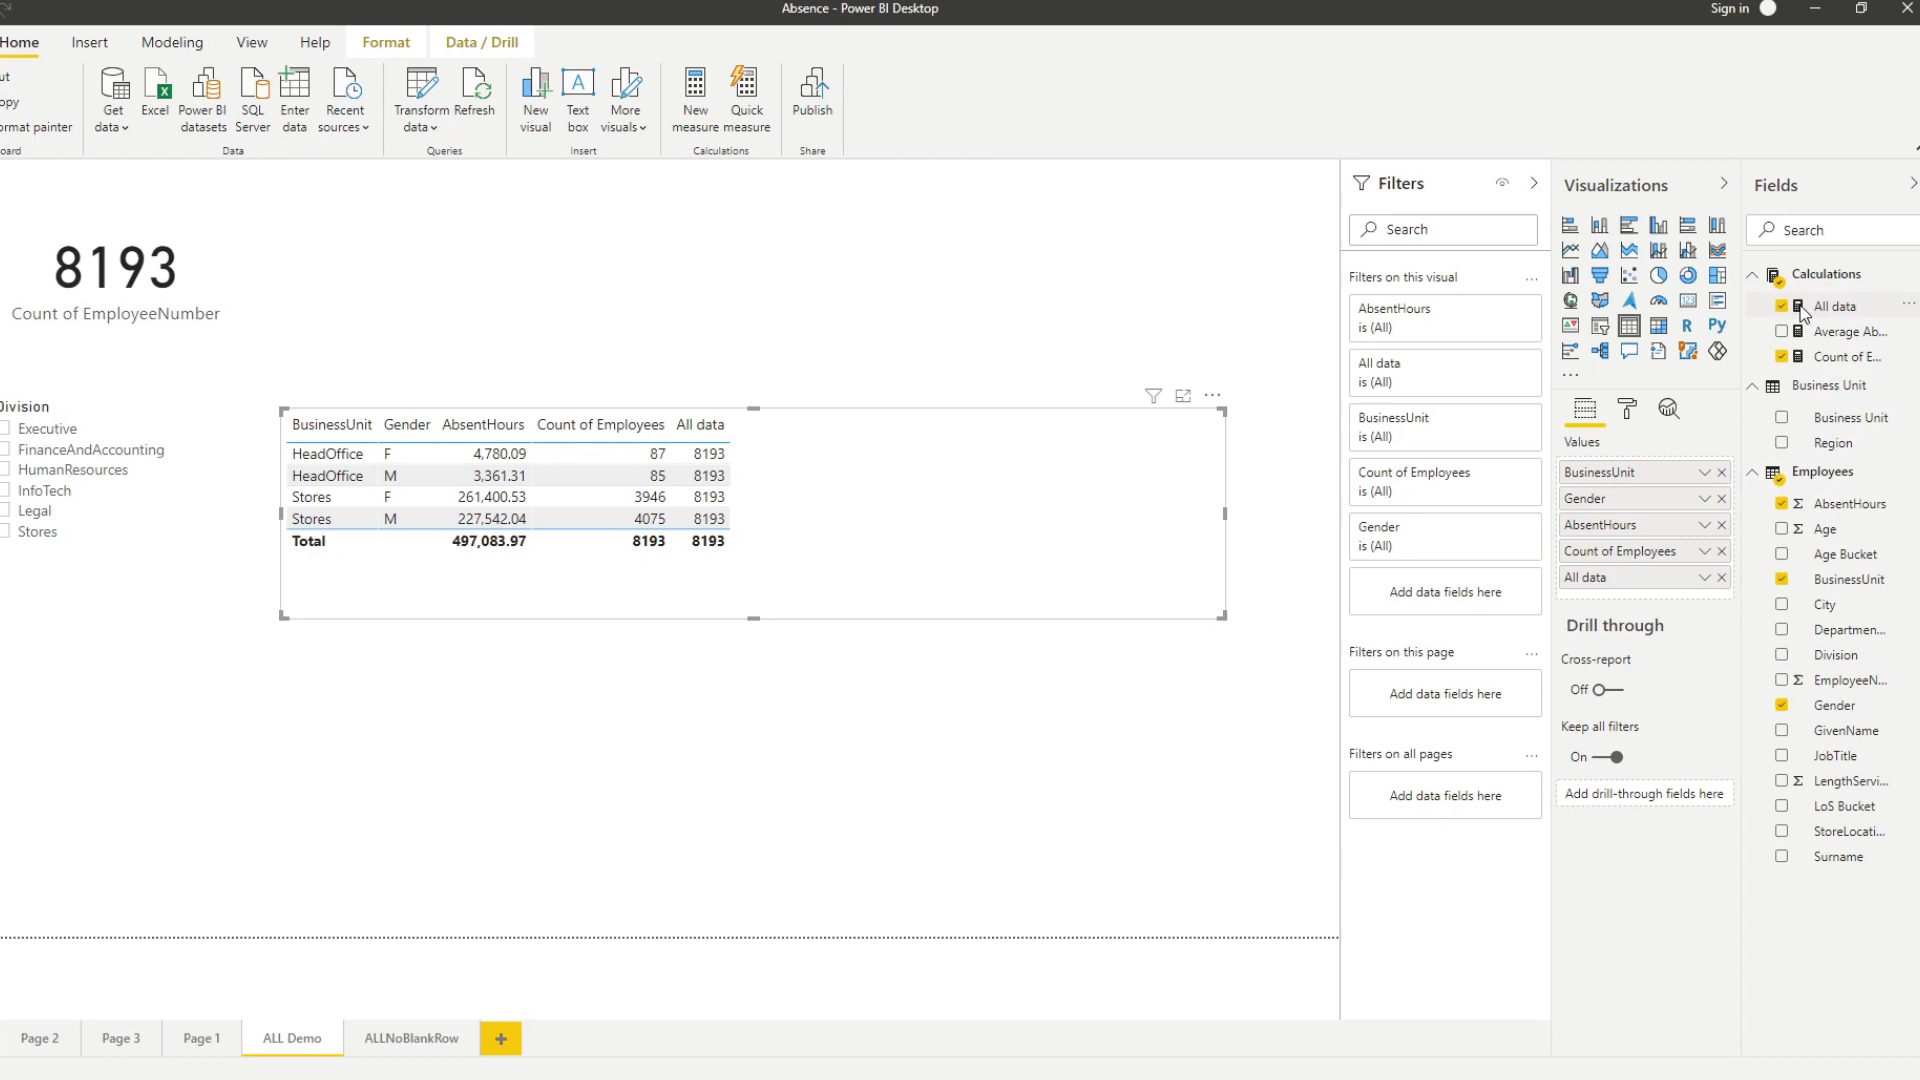 Absence - Power BI Desktop
Sign in
Home Insert Modeling View Help Format Data / Drill
ut
opy
ormat painter
oard
Get data
Excel
Power BI datasets
SQL Server
Enter data
Recent sources
Data
Transform data
Refresh
Queries
New visual
Text box
More visuals
Insert
New measure
Quick measure
Calculations
Publish
Share
8193
Count of EmployeeNumber
Division
Executive
FinanceAndAccounting
HumanResources
InfoTech
Legal
Stores
BusinessUnit Gender AbsentHours Count of Employees All data
HeadOffice F 4,780.09 87 8193
HeadOffice M 3,361.31 85 8193
Stores F 261,400.53 3946 8193
Stores M 227,542.04 4075 8193
Total 497,083.97 8193 8193
Filters
Search
Filters on this visual ...
AbsentHours
is (All)
All data
is (All)
BusinessUnit
is (All)
Count of Employees
is (All)
Gender
is (All)
Add data fields here
Filters on this page ...
Add data fields here
Filters on all pages ...
Add data fields here
Visualizations
123
R
Py
...
Values
BusinessUnit
Gender
AbsentHours
Count of Employees
All data
Drill through
Cross-report
Off
Keep all filters
On
Add drill-through fields here
Fields
Search
Calculations
All data ...
Average Ab...
Count of E...
Business Unit
Business Unit
Region
Employees
Σ AbsentHours
Σ Age
Age Bucket
BusinessUnit
City
Departmen...
Division
Σ EmployeeN...
Gender
GivenName
JobTitle
Σ LengthServi...
LoS Bucket
StoreLocati...
Surname
Page 2 Page 3 Page 1 ALL Demo ALLNoBlankRow +